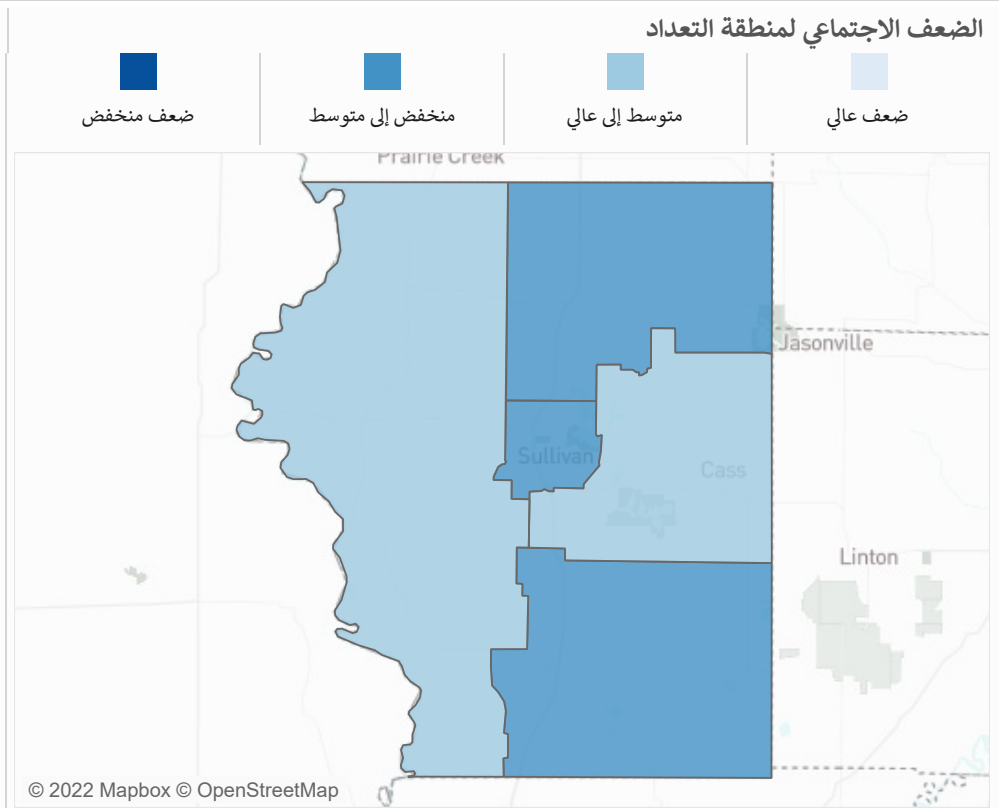 الضعف الاجتماعي لمنطقة التعداد
ضعف عالي
متوسط إلى عالي
منخفض إلى متوسط
ضعف منخفض
Prairie Creek
Jasonville
Sullivan
Cass
Linton
© 2022 Mapbox © OpenStreetMap